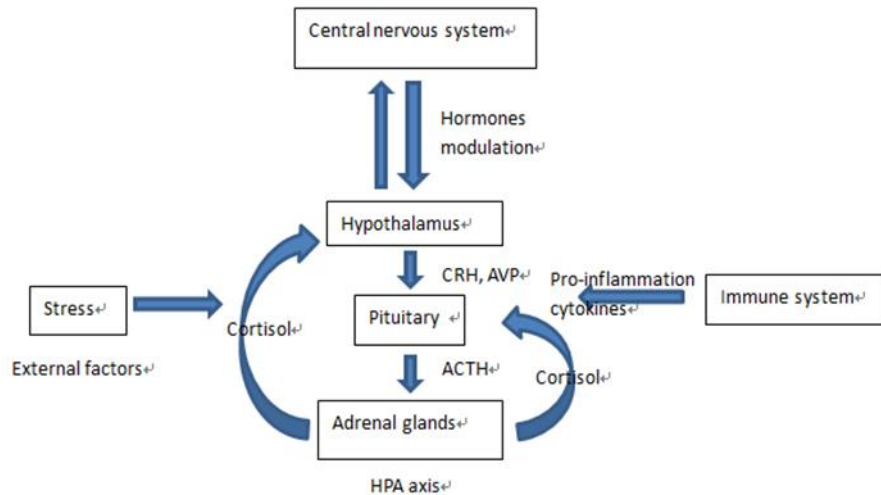 Central nervous system↵
Hormones
modulation↵
Hypothalamus↵
CRH, AVP↵
Pro-inflammation
cytokines↵
Immune system↵
Stress↵
Cortisol↵
Pituitary ↵
External factors↵
ACTH↵
Cortisol↵
Adrenal glands↵
HPA axis↵